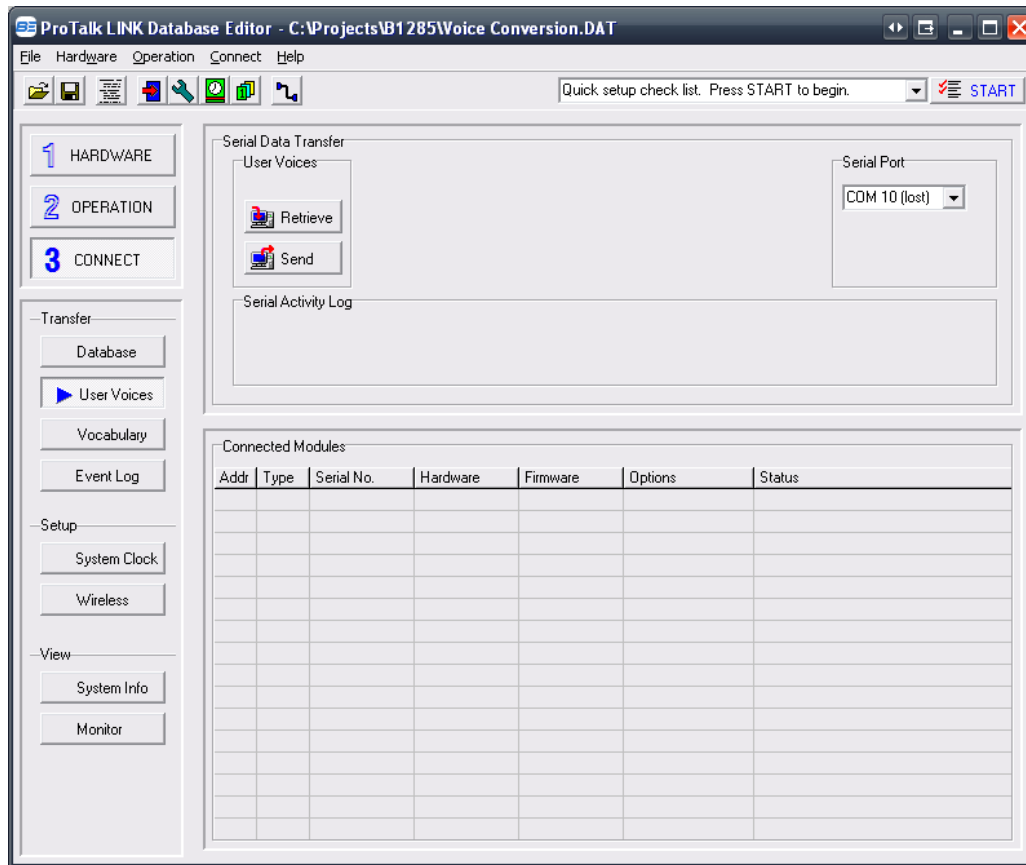 ProTalk LINK Database Editor - C:\Projects\B1285\Voice Conversion.DAT
File Hardware Operation Connect Help
Quick setup check list. Press START to begin.
START
1 HARDWARE
2 OPERATION
3 CONNECT
Transfer
Database
User Voices
Vocabulary
Event Log
Setup
System Clock
Wireless
View
System Info
Monitor
Serial Data Transfer
User Voices
Retrieve
Send
Serial Port
COM 10 (lost)
Serial Activity Log
Connected Modules
Addr Type Serial No. Hardware Firmware Options Status